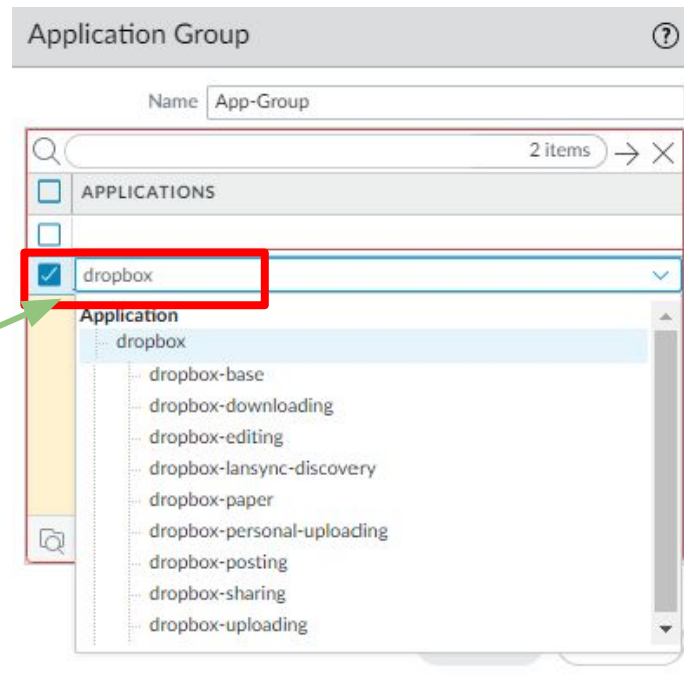 Application Group ?
Name App-Group
2 items
APPLICATIONS
dropbox
Application
dropbox
dropbox-base
dropbox-downloading
dropbox-editing
dropbox-lansync-discovery
dropbox-paper
dropbox-personal-uploading
dropbox-posting
dropbox-sharing
dropbox-uploading